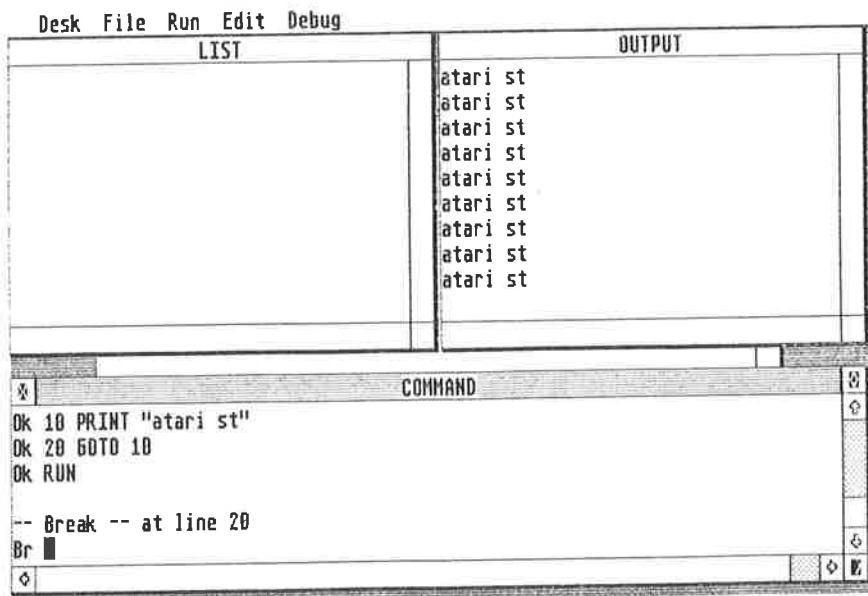 Desk File Run Edit Debug
LIST
OUTPUT
atari st
atari st
atari st
atari st
atari st
atari st
atari st
atari st
atari st
COMMAND
Ok 10 PRINT "atari st"
Ok 20 GOTO 10
Ok RUN
-- Break -- at line 20
Br